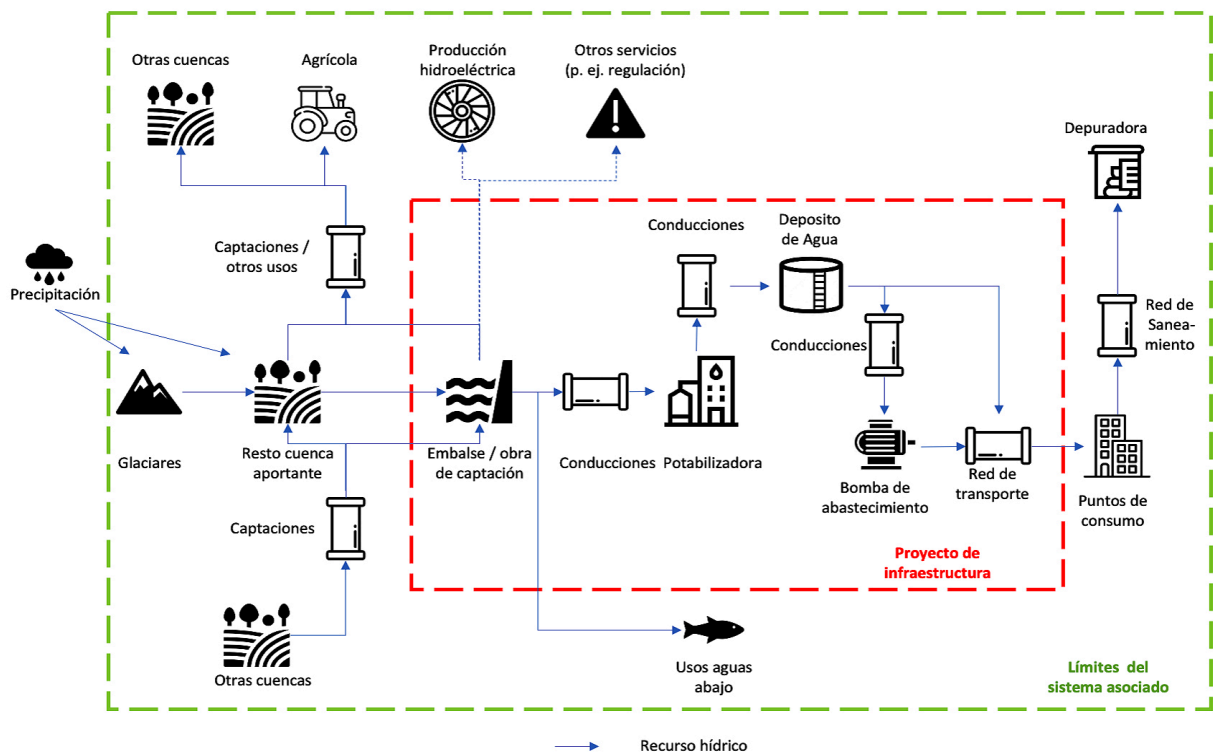 Otras cuencas
Agrícola
Producción
hidroeléctrica
Otros servicios
(p. ej. regulación)
Depuradora
Captaciones /
otros usos
Conducciones
Deposito
de Agua
Precipitación
Red de
Sanea-
miento
Conducciones
Glaciares
Resto cuenca
aportante
Embalse / obra
de captación
Conducciones
Potabilizadora
Bomba de
abastecimiento
Red de
transporte
Puntos de
consumo
Captaciones
Proyecto de
infraestructura
Otras cuencas
Usos aguas
abajo
Límites del
sistema asociado
Recurso hídrico